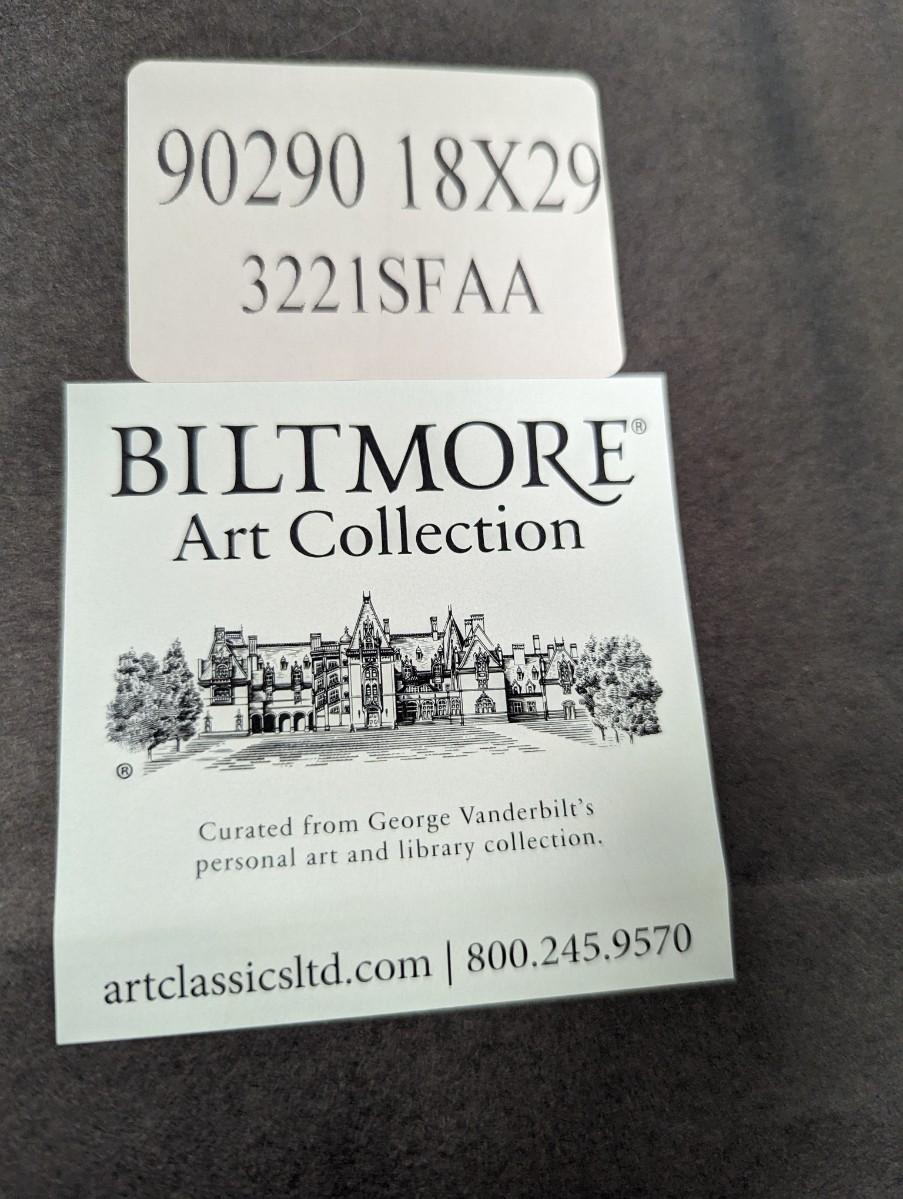 90290 18X29
3221SFAA
BILTMORE®
Art Collection
®
Curated from George Vanderbilt's
personal art and library collection.
artclassicsltd.com | 800.245.9570